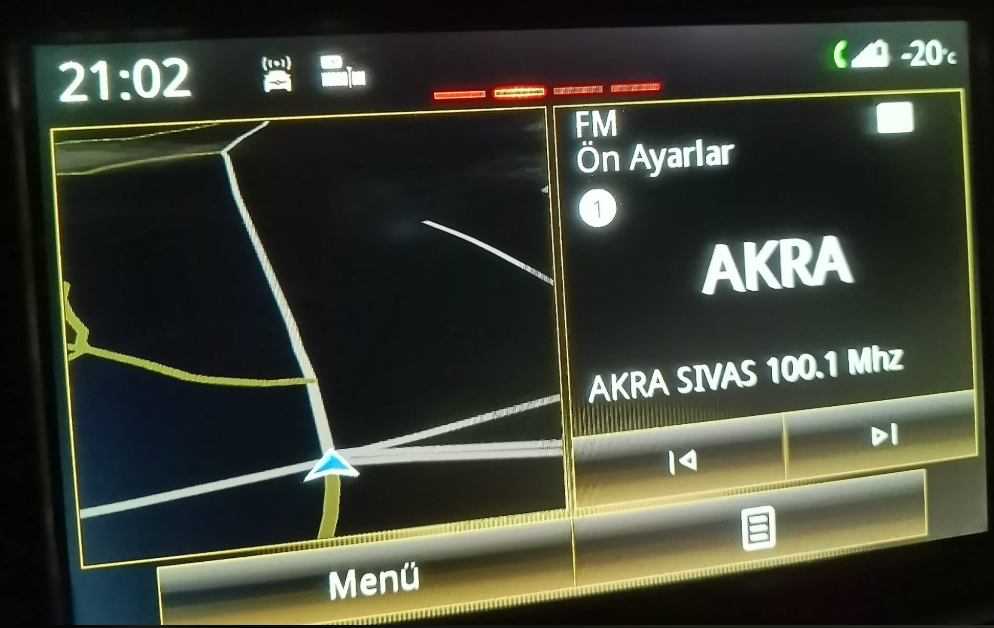 21:02
-20°c
FM
Ön Ayarlar
1
AKRA
AKRA SIVAS 100.1 Mhz
Menü